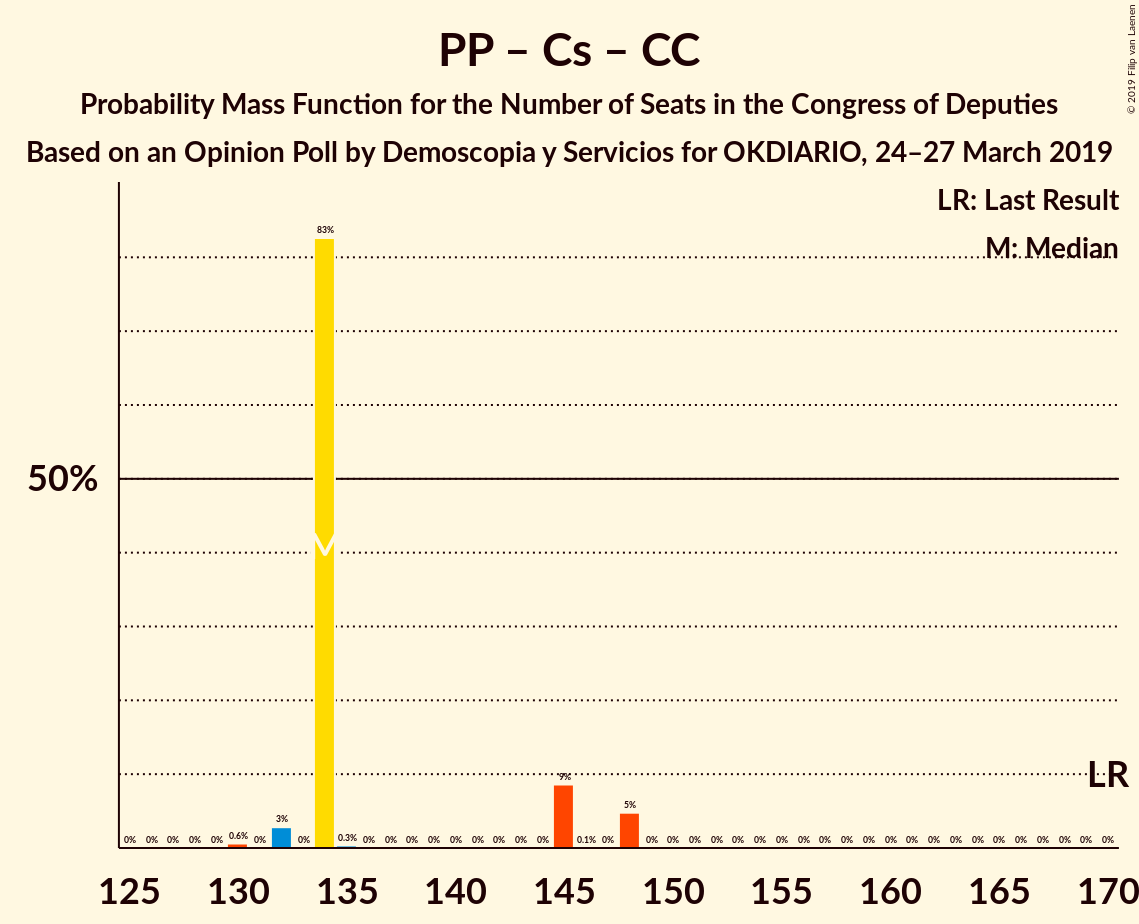 PP – Cs – CC
Probability Mass Function for the Number of Seats in the Congress of Deputies
Based on an Opinion Poll by Demoscopia y Servicios for OKDIARIO, 24–27 March 2019
© 2019 Filip van Laenen
LR: Last Result
M: Median
50%
83%
LR
0% 0% 0% 0% 0% 0.6% 0% 3% 0% 0.3% 0% 0% 0% 0% 0% 0% 0% 0% 0% 9% 0.1% 0% 5% 0% 0% 0% 0% 0% 0% 0% 0% 0% 0% 0% 0% 0% 0% 0% 0% 0% 0% 0% 0% 0% 0%
125 130 135 140 145 150 155 160 165 170